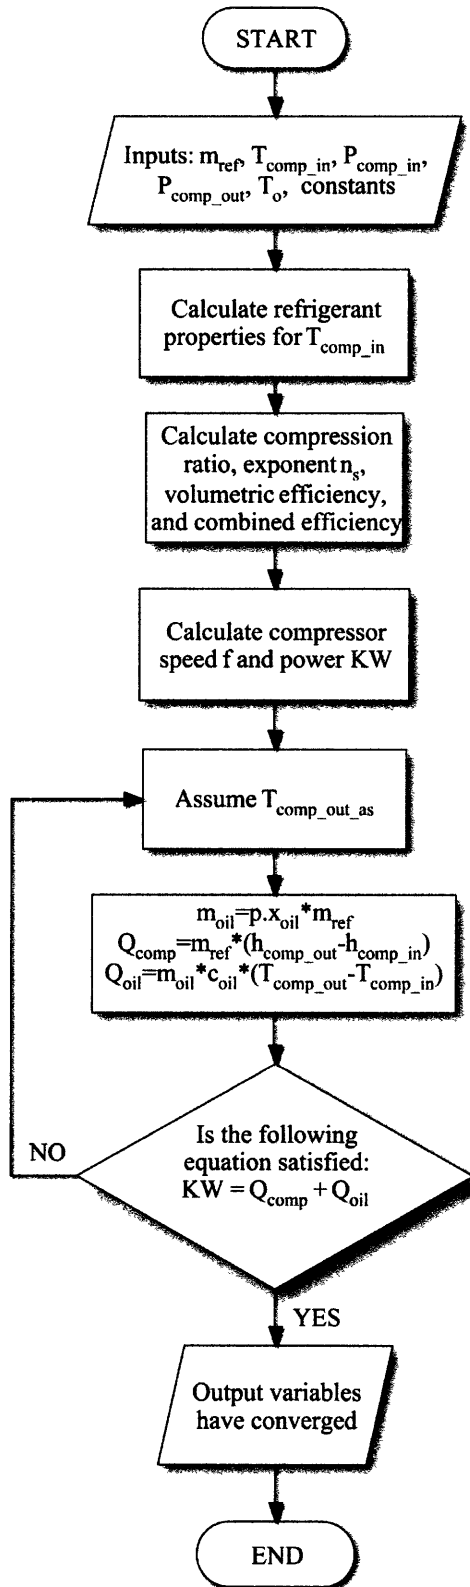 START
Inputs: m_ref, T_comp_in, P_comp_in,
P_comp_out, T_o, constants
Calculate refrigerant
properties for T_comp_in
Calculate compression
ratio, exponent n_s,
volumetric efficiency,
and combined efficiency
Calculate compressor
speed f and power KW
Assume T_comp_out_as
m_oil=p.x_oil*m_ref
Q_comp=m_ref*(h_comp_out-h_comp_in)
Q_oil=m_oil*c_oil*(T_comp_out-T_comp_in)
NO
Is the following
equation satisfied:
KW = Q_comp + Q_oil
YES
Output variables
have converged
END